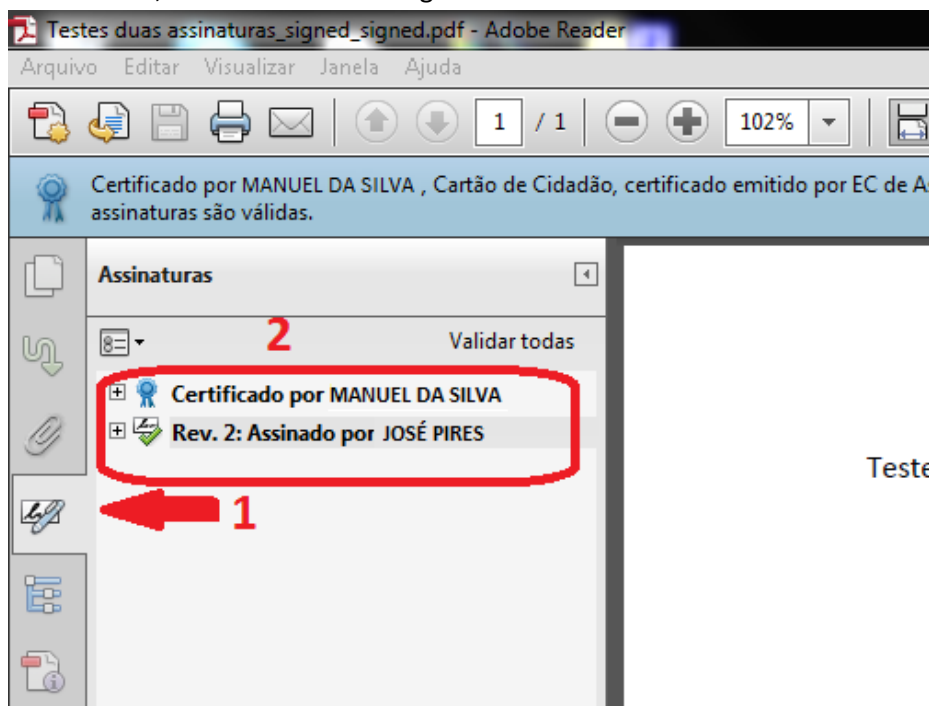 Testes duas assinaturas_signed_signed.pdf - Adobe Reader
Arquivo Editar Visualizar Janela Ajuda
1 / 1 102%
Certificado por MANUEL DA SILVA , Cartão de Cidadão, certificado emitido por EC de A
assinaturas são válidas.
Assinaturas
2
Validar todas
Certificado por MANUEL DA SILVA
Rev. 2: Assinado por JOSÉ PIRES
Teste
1